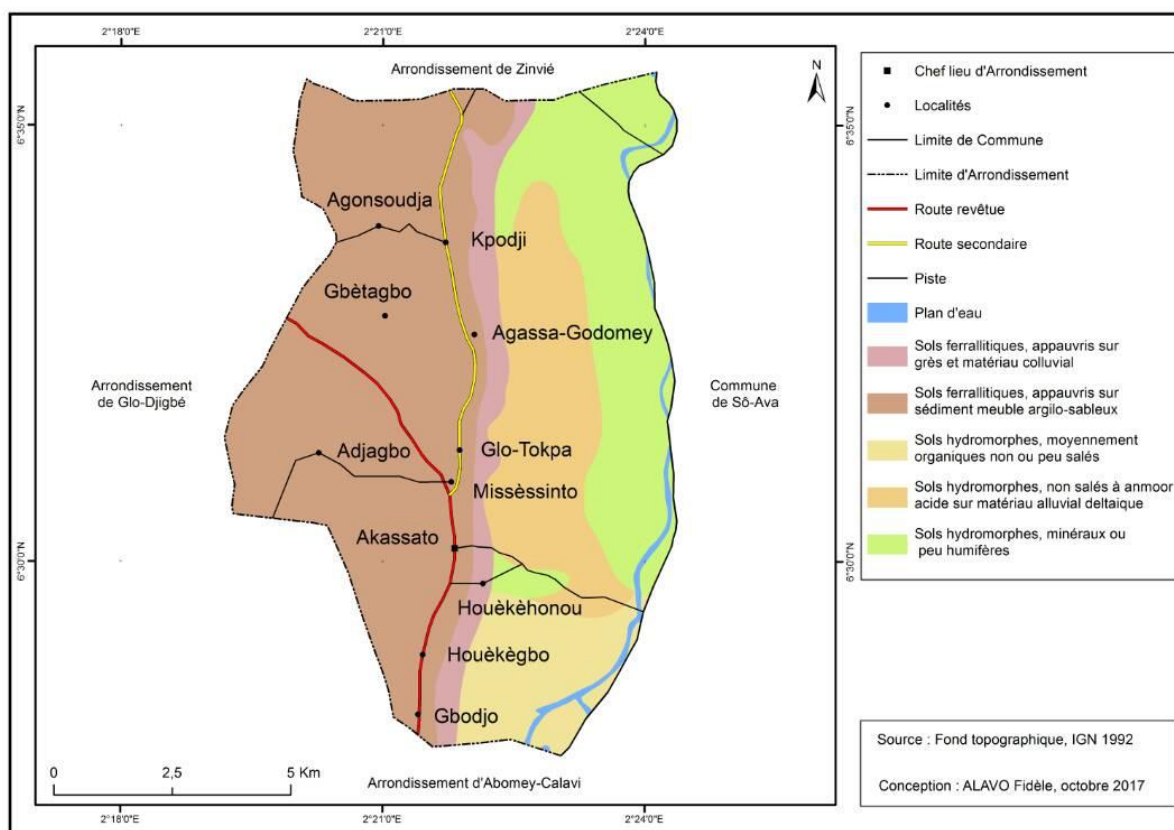 2°18'0"E
2°21'0"E
2°24'0"E
Arrondissement de Zinvié
N
6°35'0"N
6°35'0"N
Agonsoudja
Kpodji
Gbètagbo
Agassa-Godomey
Arrondissement
de Glo-Djigbé
Commune
de Sô-Ava
Adjagbo
Glo-Tokpa
Missèssinto
Akassato
6°30'0"N
6°30'0"N
Houèkèhonou
Houèkègbo
Gbodjo
0 2,5 5 Km
Arrondissement d'Abomey-Calavi
2°18'0"E
2°21'0"E
2°24'0"E
Chef lieu d'Arrondissement
Localités
Limite de Commune
Limite d'Arrondissement
Route revêtue
Route secondaire
Piste
Plan d'eau
Sols ferrallitiques, appauvris sur
grès et matériau colluvial
Sols ferrallitiques, appauvris sur
sédiment meuble argilo-sableux
Sols hydromorphes, moyennement
organiques non ou peu salés
Sols hydromorphes, non salés à anmoor
acide sur matériau alluvial deltaique
Sols hydromorphes, minéraux ou
peu humifères
Source : Fond topographique, IGN 1992
Conception : ALAVO Fidèle, octobre 2017